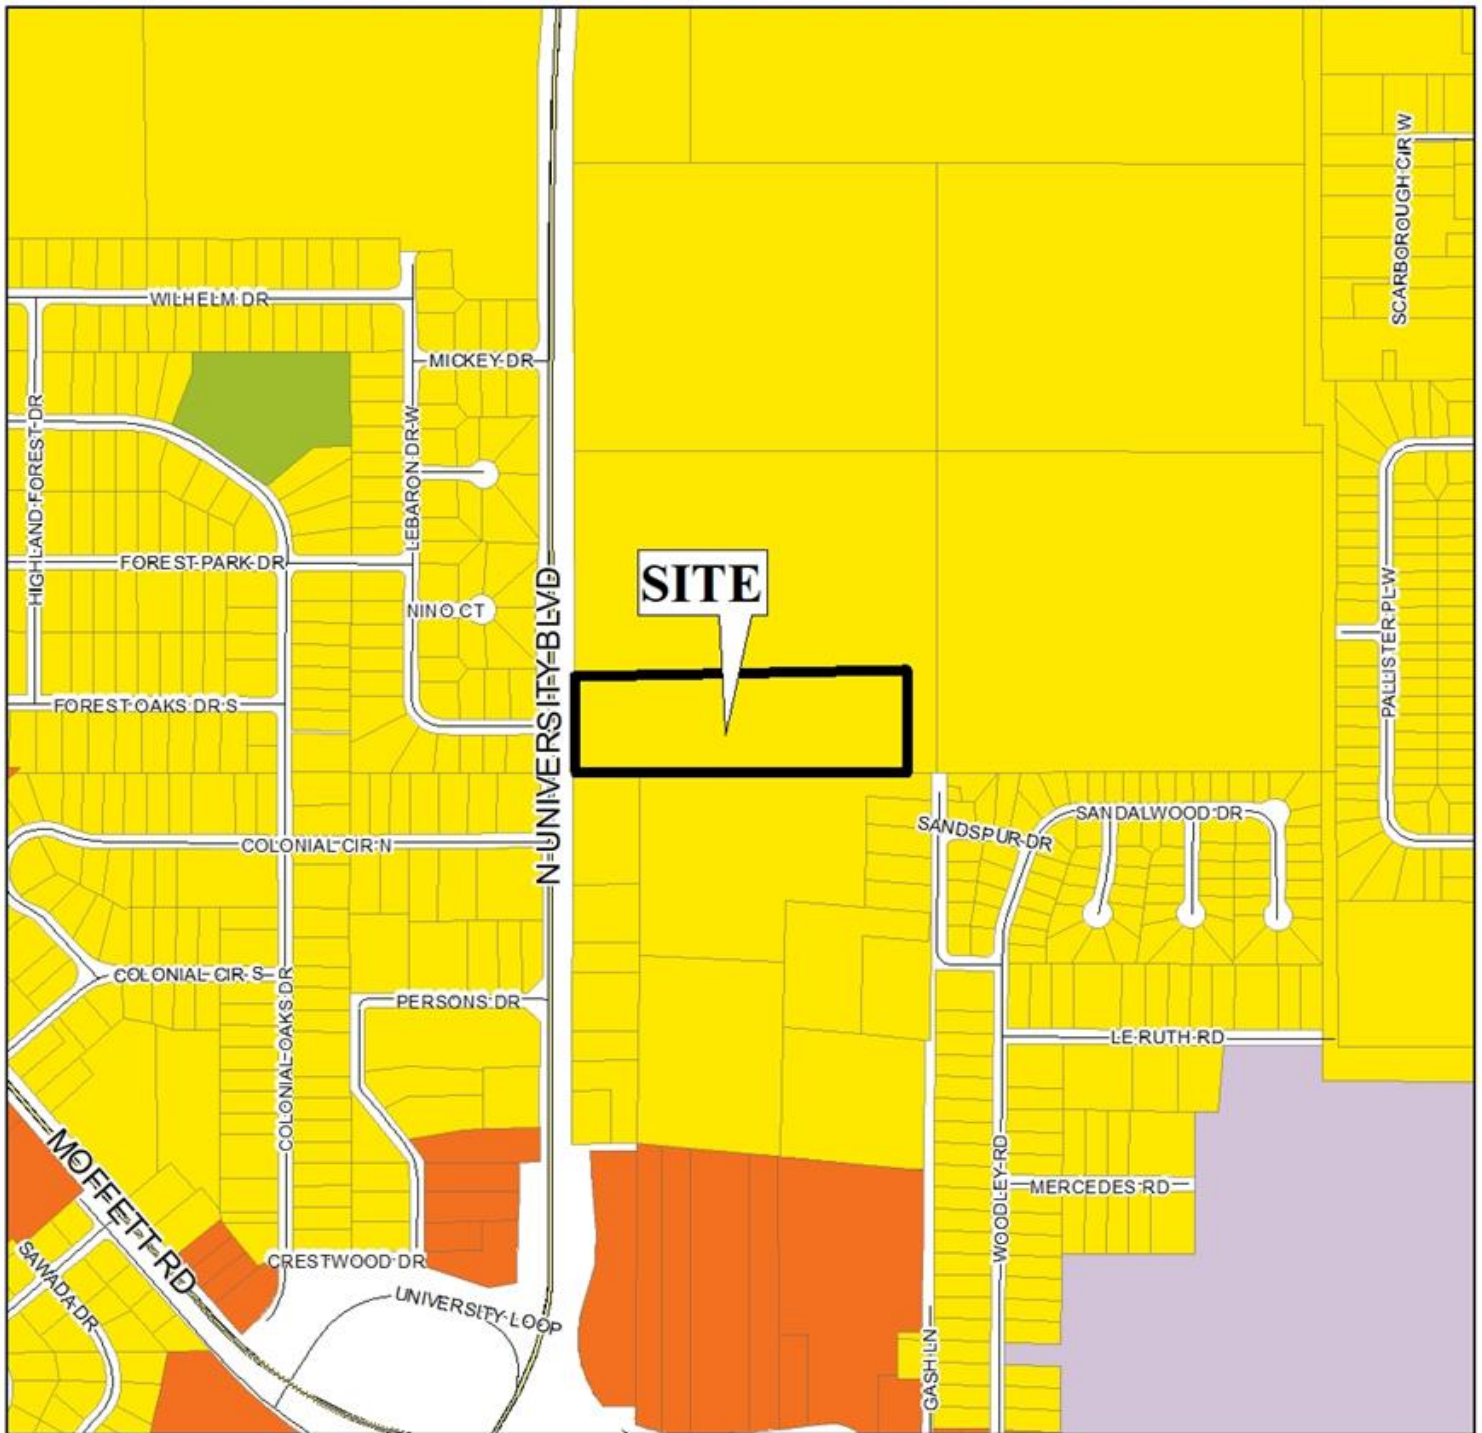 SCARBOROUGH CIR W
WILHELM DR
MICKEY DR
HIGHLAND FOREST DR
LEBARON DR W
FOREST PARK DR
NINO CT
SITE
N UNIVERSITY BLVD
PALLISTER PL W
FOREST OAKS DR S
SANDALWOOD DR
SANDSPUR DR
COLONIAL CIR N
COLONIAL CIR S
COLONIAL OAKS DR
PERSONS DR
LE RUTH RD
MOFFETT RD
WOODLEY RD
MERCEDES RD
SAWADA DR
CRESTWOOD DR
UNIVERSITY LOOP
GASH LN